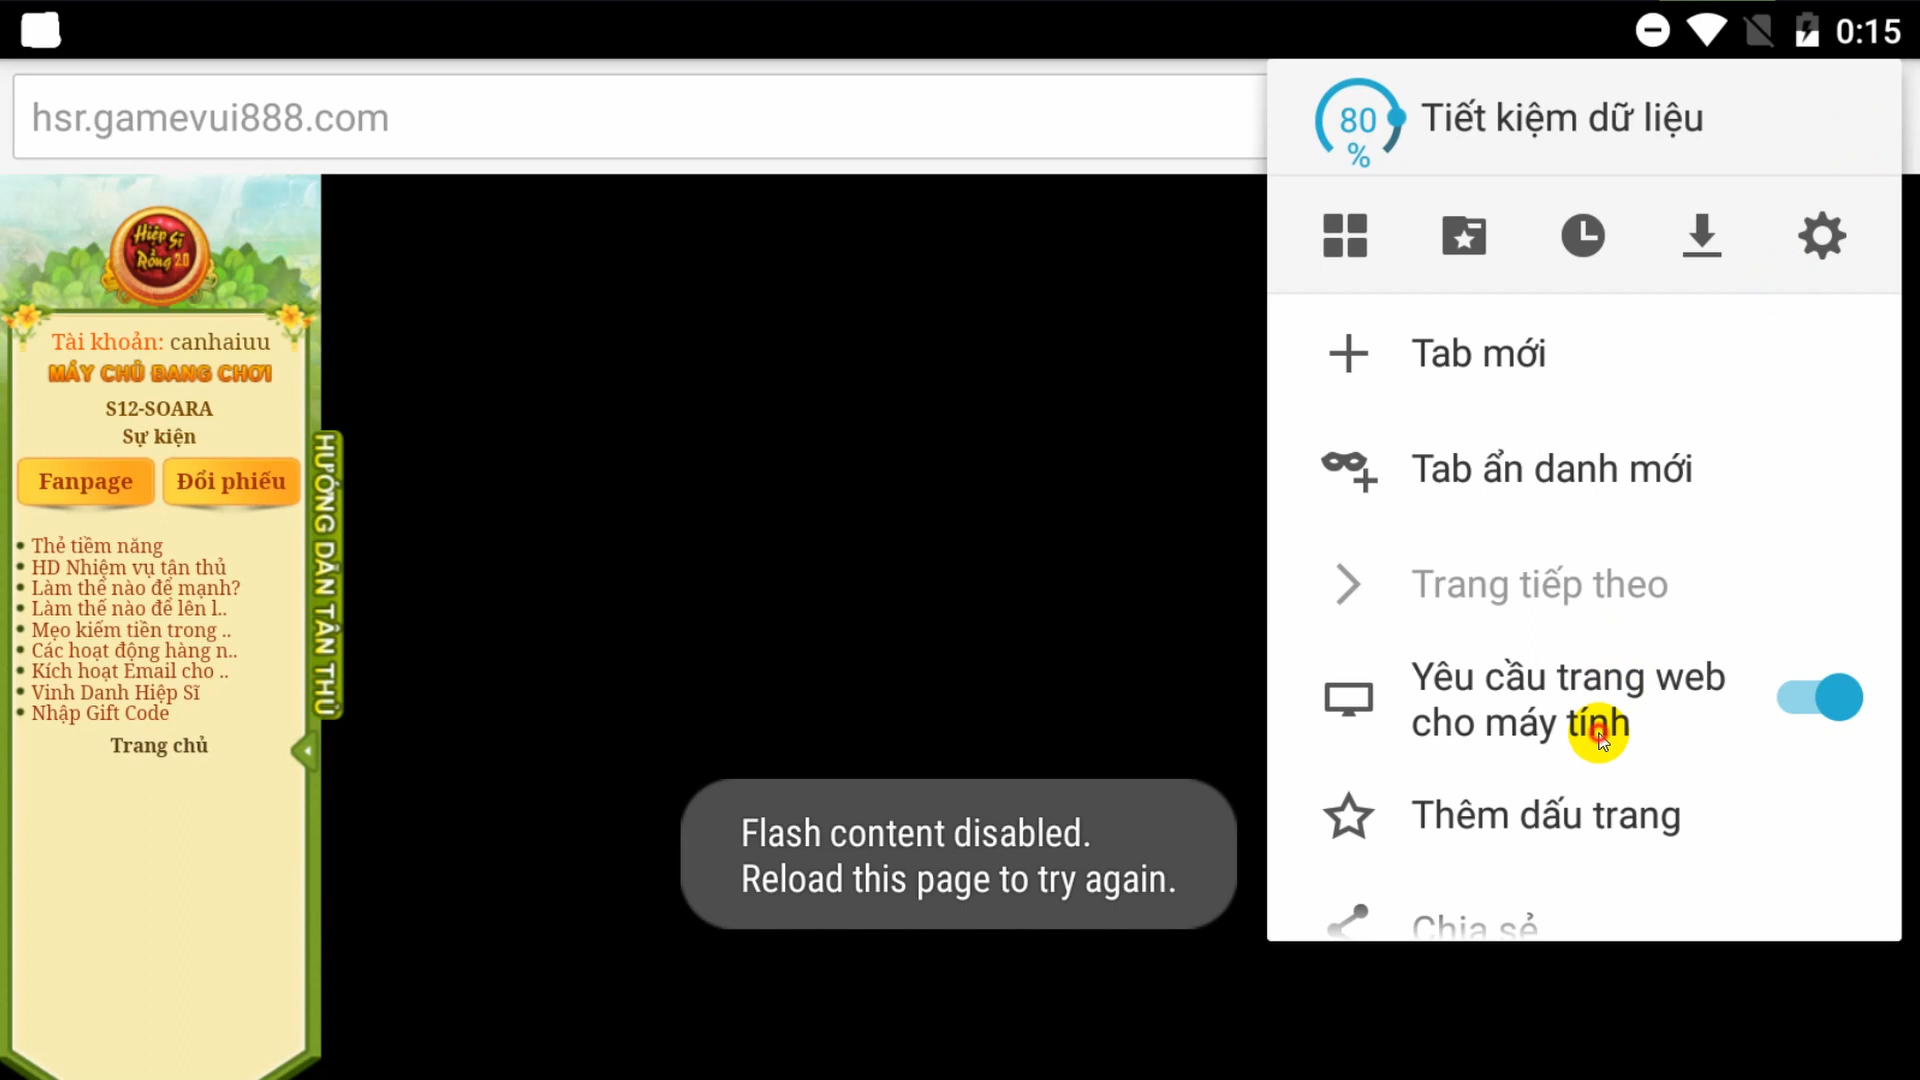 0:15
hsr.gamevui888.com
80
%
Tiết kiệm dữ liệu
Hiệp Sĩ
Rồng 2.0
Tài khoản: canhaiuu
MÁY CHỦ ĐANG CHƠI
S12-SOARA
Sự kiện
Fanpage
Đổi phiếu
HƯỚNG DẪN TÂN THỦ
Thẻ tiềm năng
HD Nhiệm vụ tân thủ
Làm thế nào để mạnh?
Làm thế nào để lên l..
Mẹo kiếm tiền trong ..
Các hoạt động hàng n..
Kích hoạt Email cho ..
Vinh Danh Hiệp Sĩ
Nhập Gift Code
Trang chủ
Flash content disabled.
Reload this page to try again.
Tab mới
Tab ẩn danh mới
Trang tiếp theo
Yêu cầu trang web
cho máy tính
Thêm dấu trang
Chia sẻ